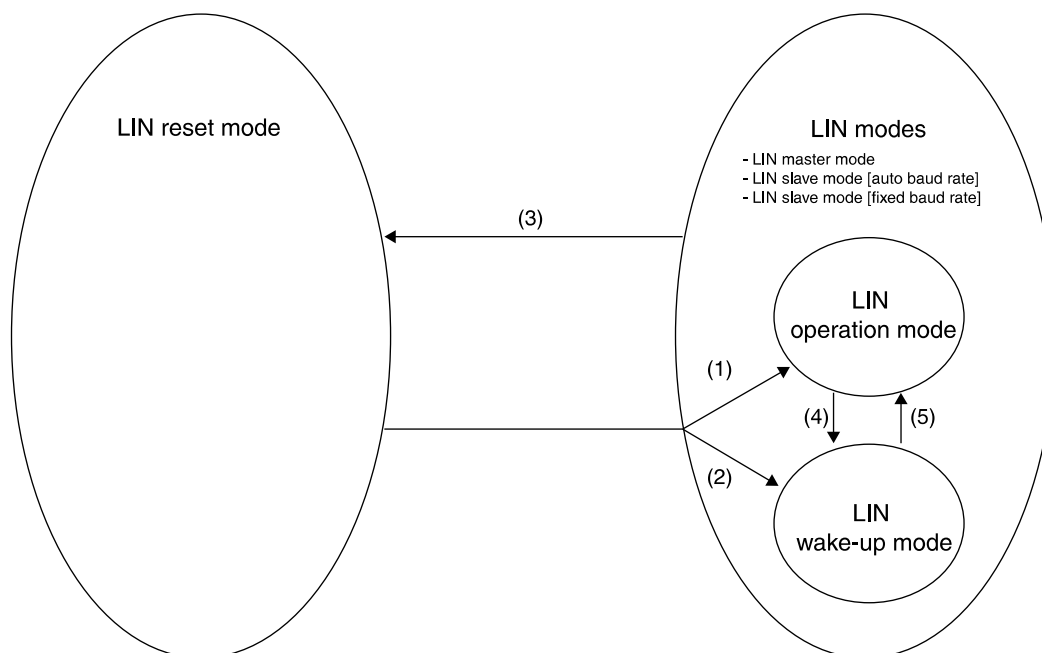 LIN reset mode
LIN modes
- LIN master mode
- LIN slave mode [auto baud rate]
- LIN slave mode [fixed baud rate]
(3)
LIN
operation mode
(1)
(4)
(5)
(2)
LIN
wake-up mode